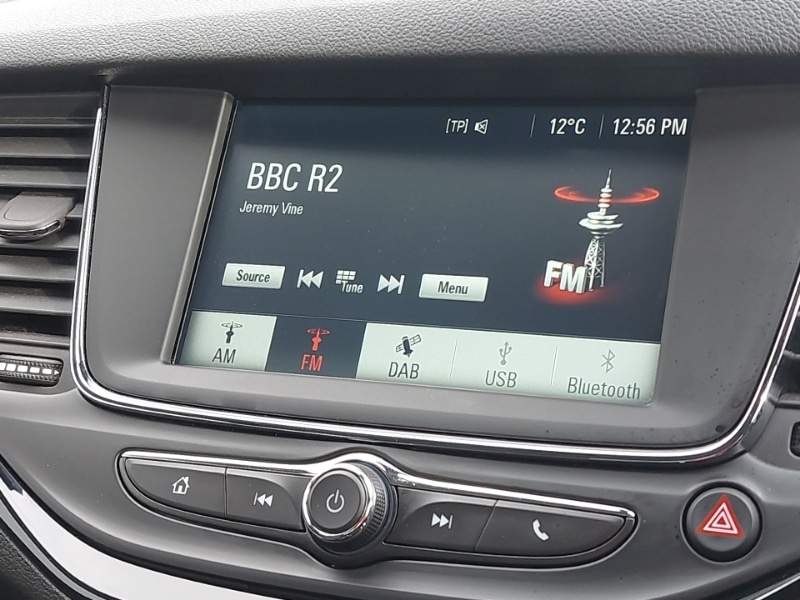 [TP] 12°C 12:56 PM
BBC R2
Jeremy Vine
FM
Source Tune Menu
AM FM DAB USB Bluetooth